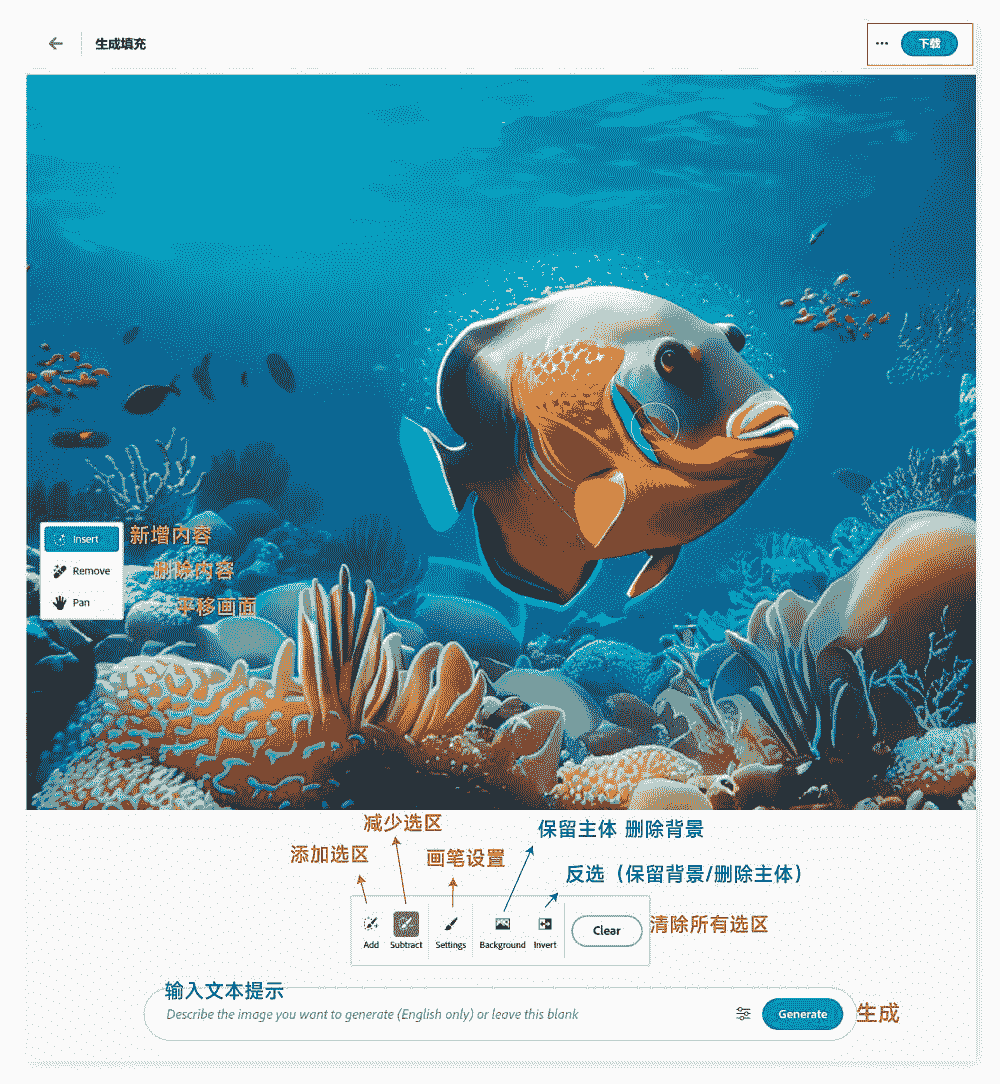 生成填充
... 下载
Insert 新增内容
Remove 删除内容
Pan 平移画面
减少选区
保留主体 删除背景
添加选区
画笔设置
反选（保留背景/删除主体）
Add Subtract Settings Background Invert Clear 清除所有选区
输入文本提示
Describe the image you want to generate (English only) or leave this blank Generate 生成